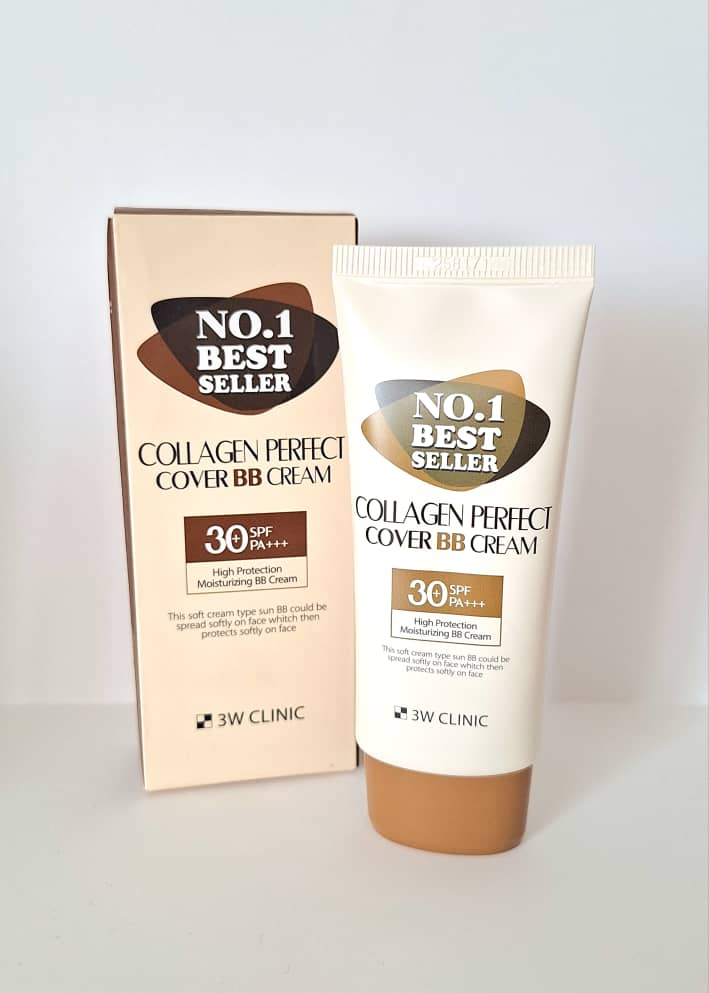 NO.1
BEST
SELLER
COLLAGEN PERFECT
COVER BB CREAM
30+ SPF
PA+++
High Protection
Moisturizing BB Cream
This soft cream type sun BB could be
spread softly on face whitch then
protects softly on face
3W CLINIC
NO.1
BEST
SELLER
COLLAGEN PERFECT
COVER BB CREAM
30+ SPF
PA+++
High Protection
Moisturizing BB Cream
This soft cream type sun BB could be
spread softly on face whitch then
protects softly on face
3W CLINIC